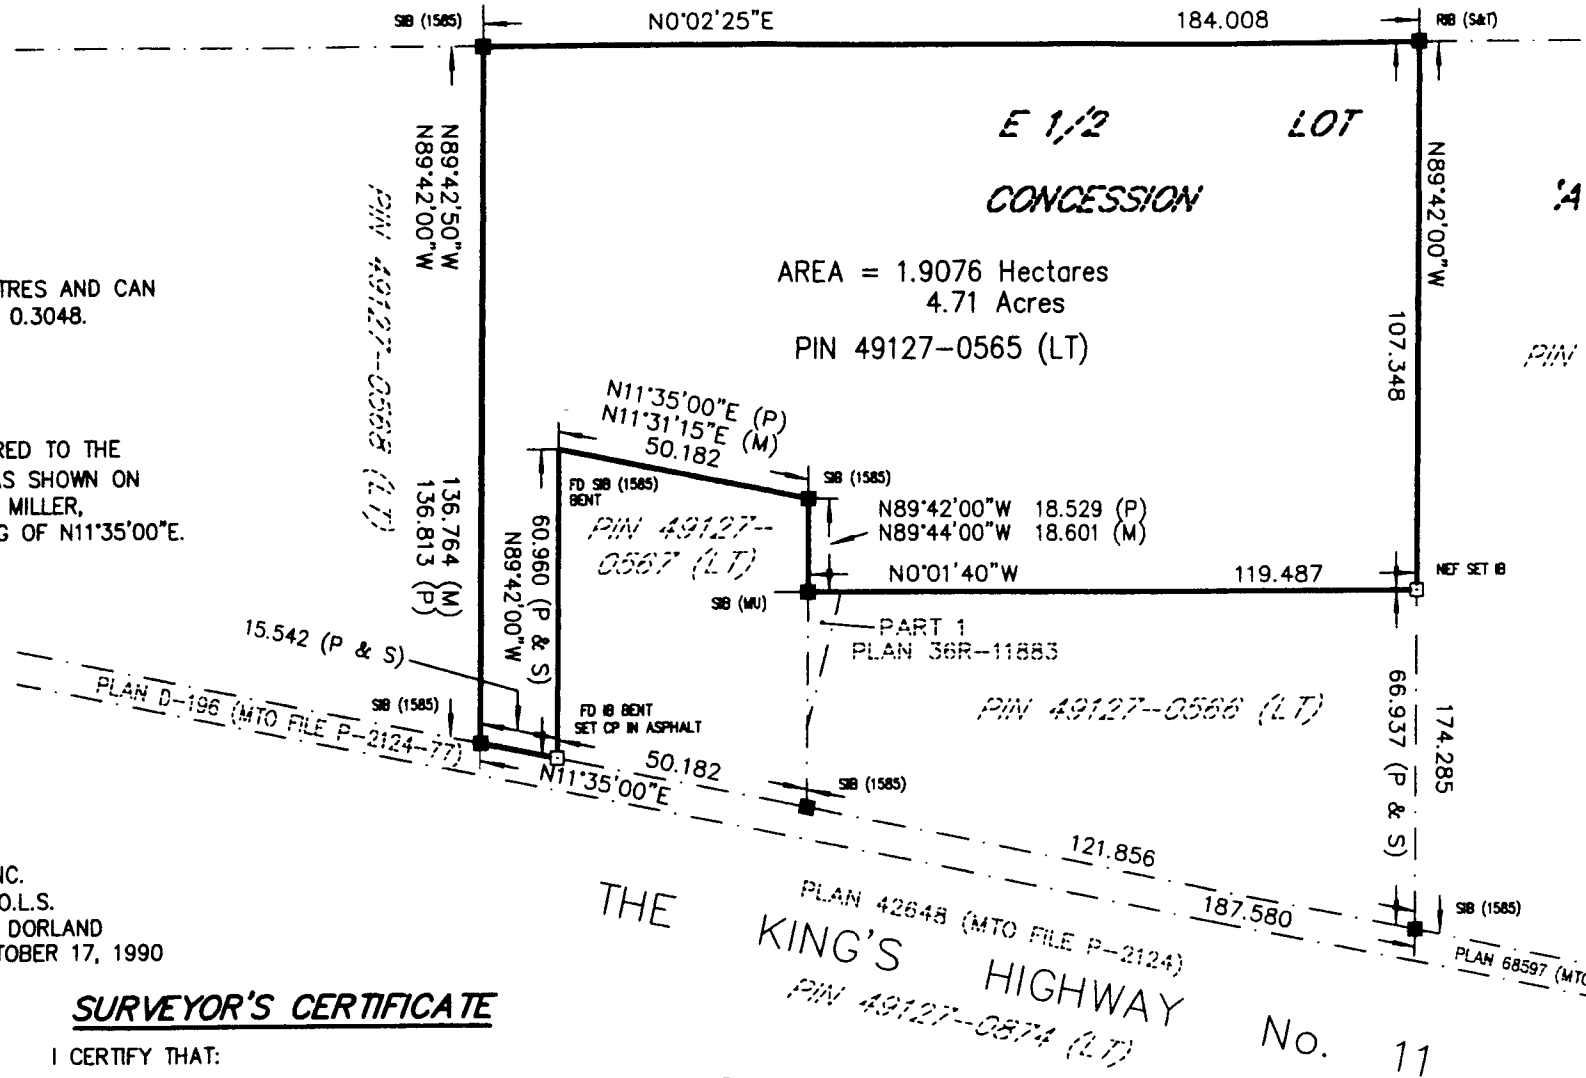 SIB (1585)
N0°02'25"E
184.008
RIB (S&T)
E 1/2
LOT
CONCESSION
'A
AREA = 1.9076 Hectares
4.71 Acres
PIN 49127-0565 (LT)
N89°42'50"W
N89°42'00"W
PIN 49127-0568 (LT)
136.764 (M)
136.813 (P)
N89°42'00"W
107.348
PIN
TRES AND CAN
0.3048.
RED TO THE
AS SHOWN ON
MILLER,
G OF N11°35'00"E.
N11°35'00"E (P)
N11°31'15"E (M)
50.182
SIB (1585)
FD SIB (1585)
BENT
PIN 49127-
0567 (LT)
60.960 (P & S)
N89°42'00"W
N89°42'00"W 18.529 (P)
N89°44'00"W 18.601 (M)
N0°01'40"W
119.487
NEF SET IB
SIB (MU)
PART 1
PLAN 36R-11883
PIN 49127-0566 (LT)
66.937 (P & S)
174.285
15.542 (P & S)
PLAN D-196 (MTO FILE P-2124-77)
SIB (1585)
FD IB BENT
SET CP IN ASPHALT
50.182
N11°35'00"E
SIB (1585)
121.856
187.580
SIB (1585)
PLAN 68597 (MTO
PLAN 42648 (MTO FILE P-2124)
THE KING'S HIGHWAY No. 11
PIN 49127-0874 (LT)
NC.
O.L.S.
DORLAND
TOBER 17, 1990
SURVEYOR'S CERTIFICATE
I CERTIFY THAT: